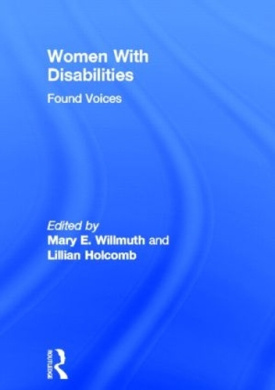 Women With
Disabilities
Found Voices
Edited by
Mary E. Willmuth and
Lillian Holcomb
ROUTLEDGE